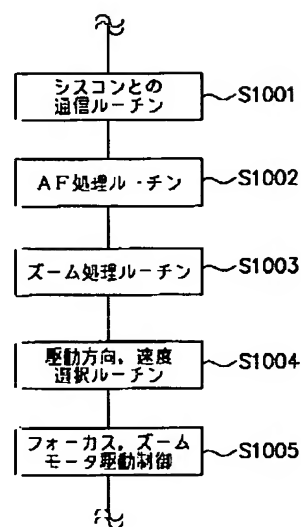 シスコンとの
通信ルーチン
S1001
AF処理ルーチン
S1002
ズーム処理ルーチン
S1003
駆動方向，速度
選択ルーチン
S1004
フォーカス，ズーム
モータ駆動制御
S1005